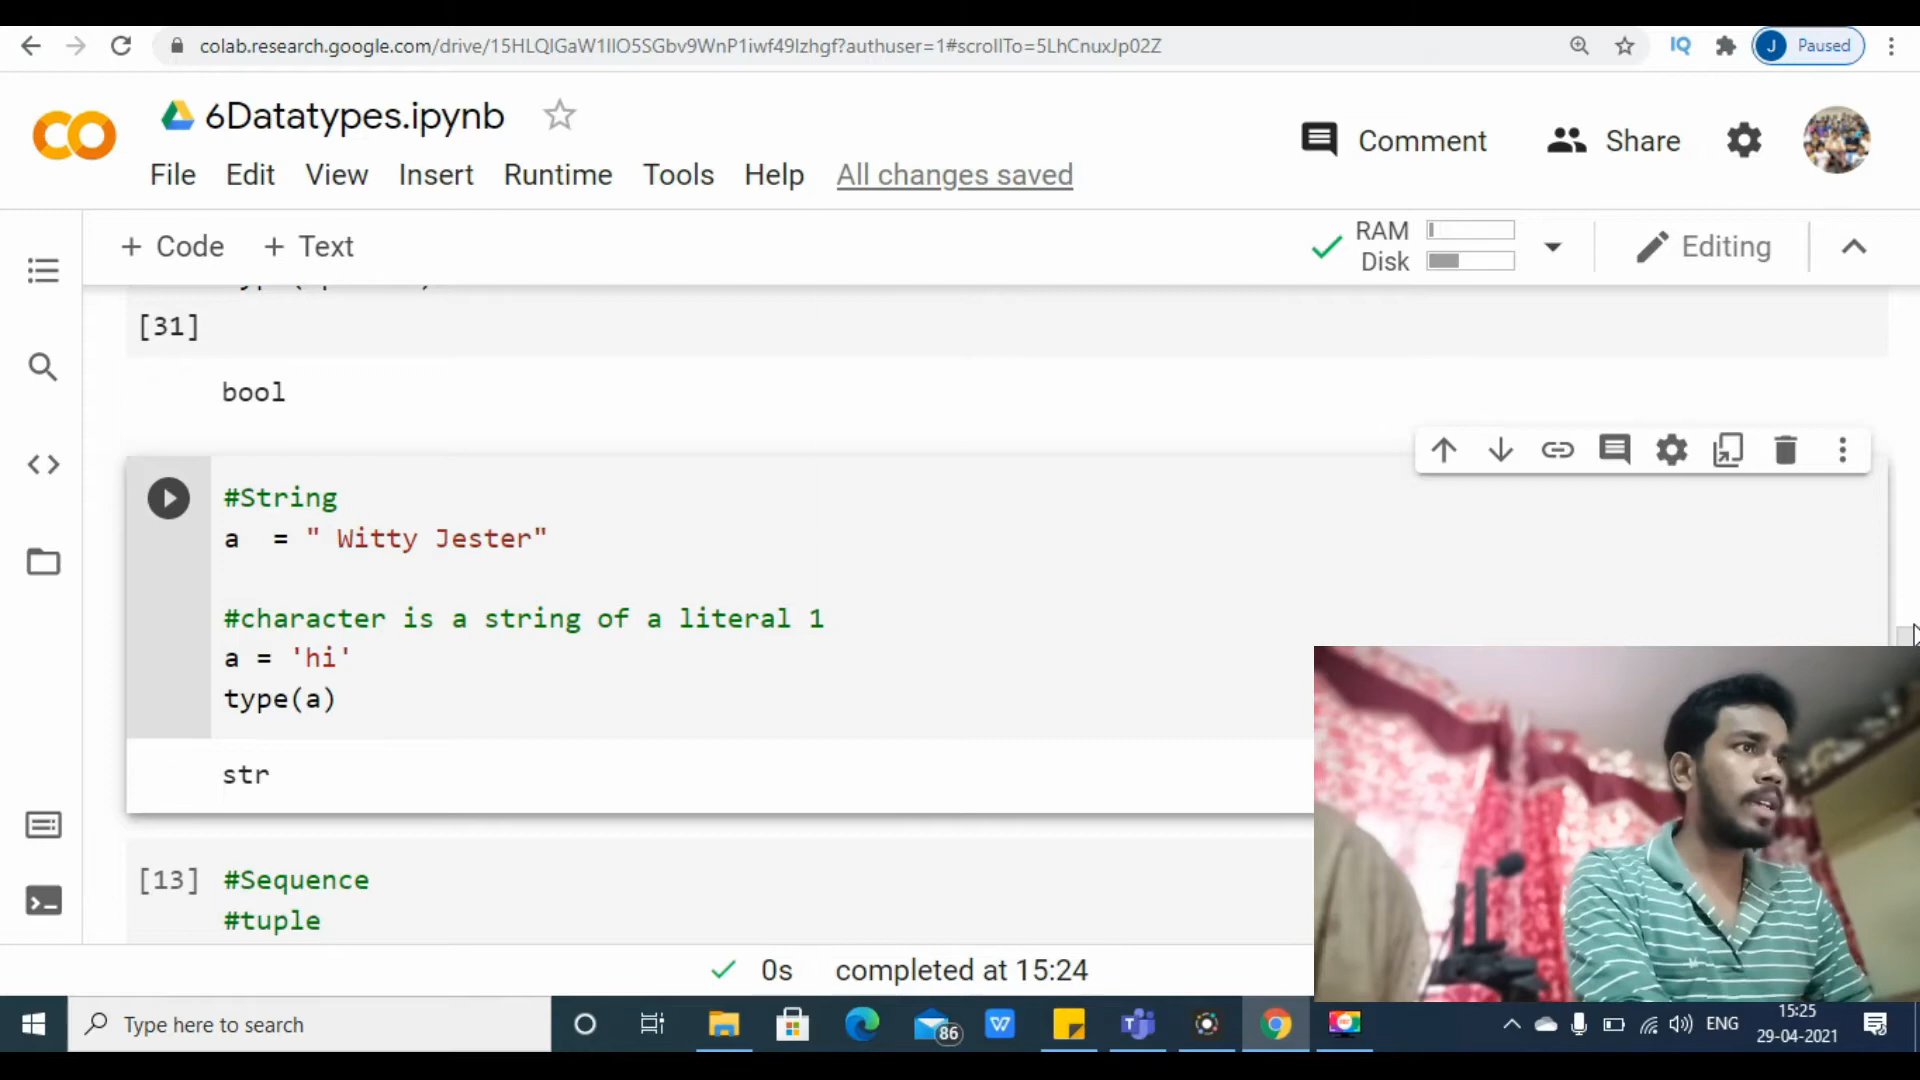 colab.research.google.com/drive/15HLQIGaW1IlO5SGbv9WnP1iwf49lzhgf?authuser=1#scrollTo=5LhCnuxJp02Z
IQ
J Paused
CO
6Datatypes.ipynb
Comment
Share
File Edit View Insert Runtime Tools Help All changes saved
+ Code + Text
RAM
Disk
Editing
[31]
bool
#String
a = " Witty Jester"
#character is a string of a literal 1
a = 'hi'
type(a)
str
[13] #Sequence
#tuple
0s completed at 15:24
Type here to search
86
W
ENG
15:25
29-04-2021